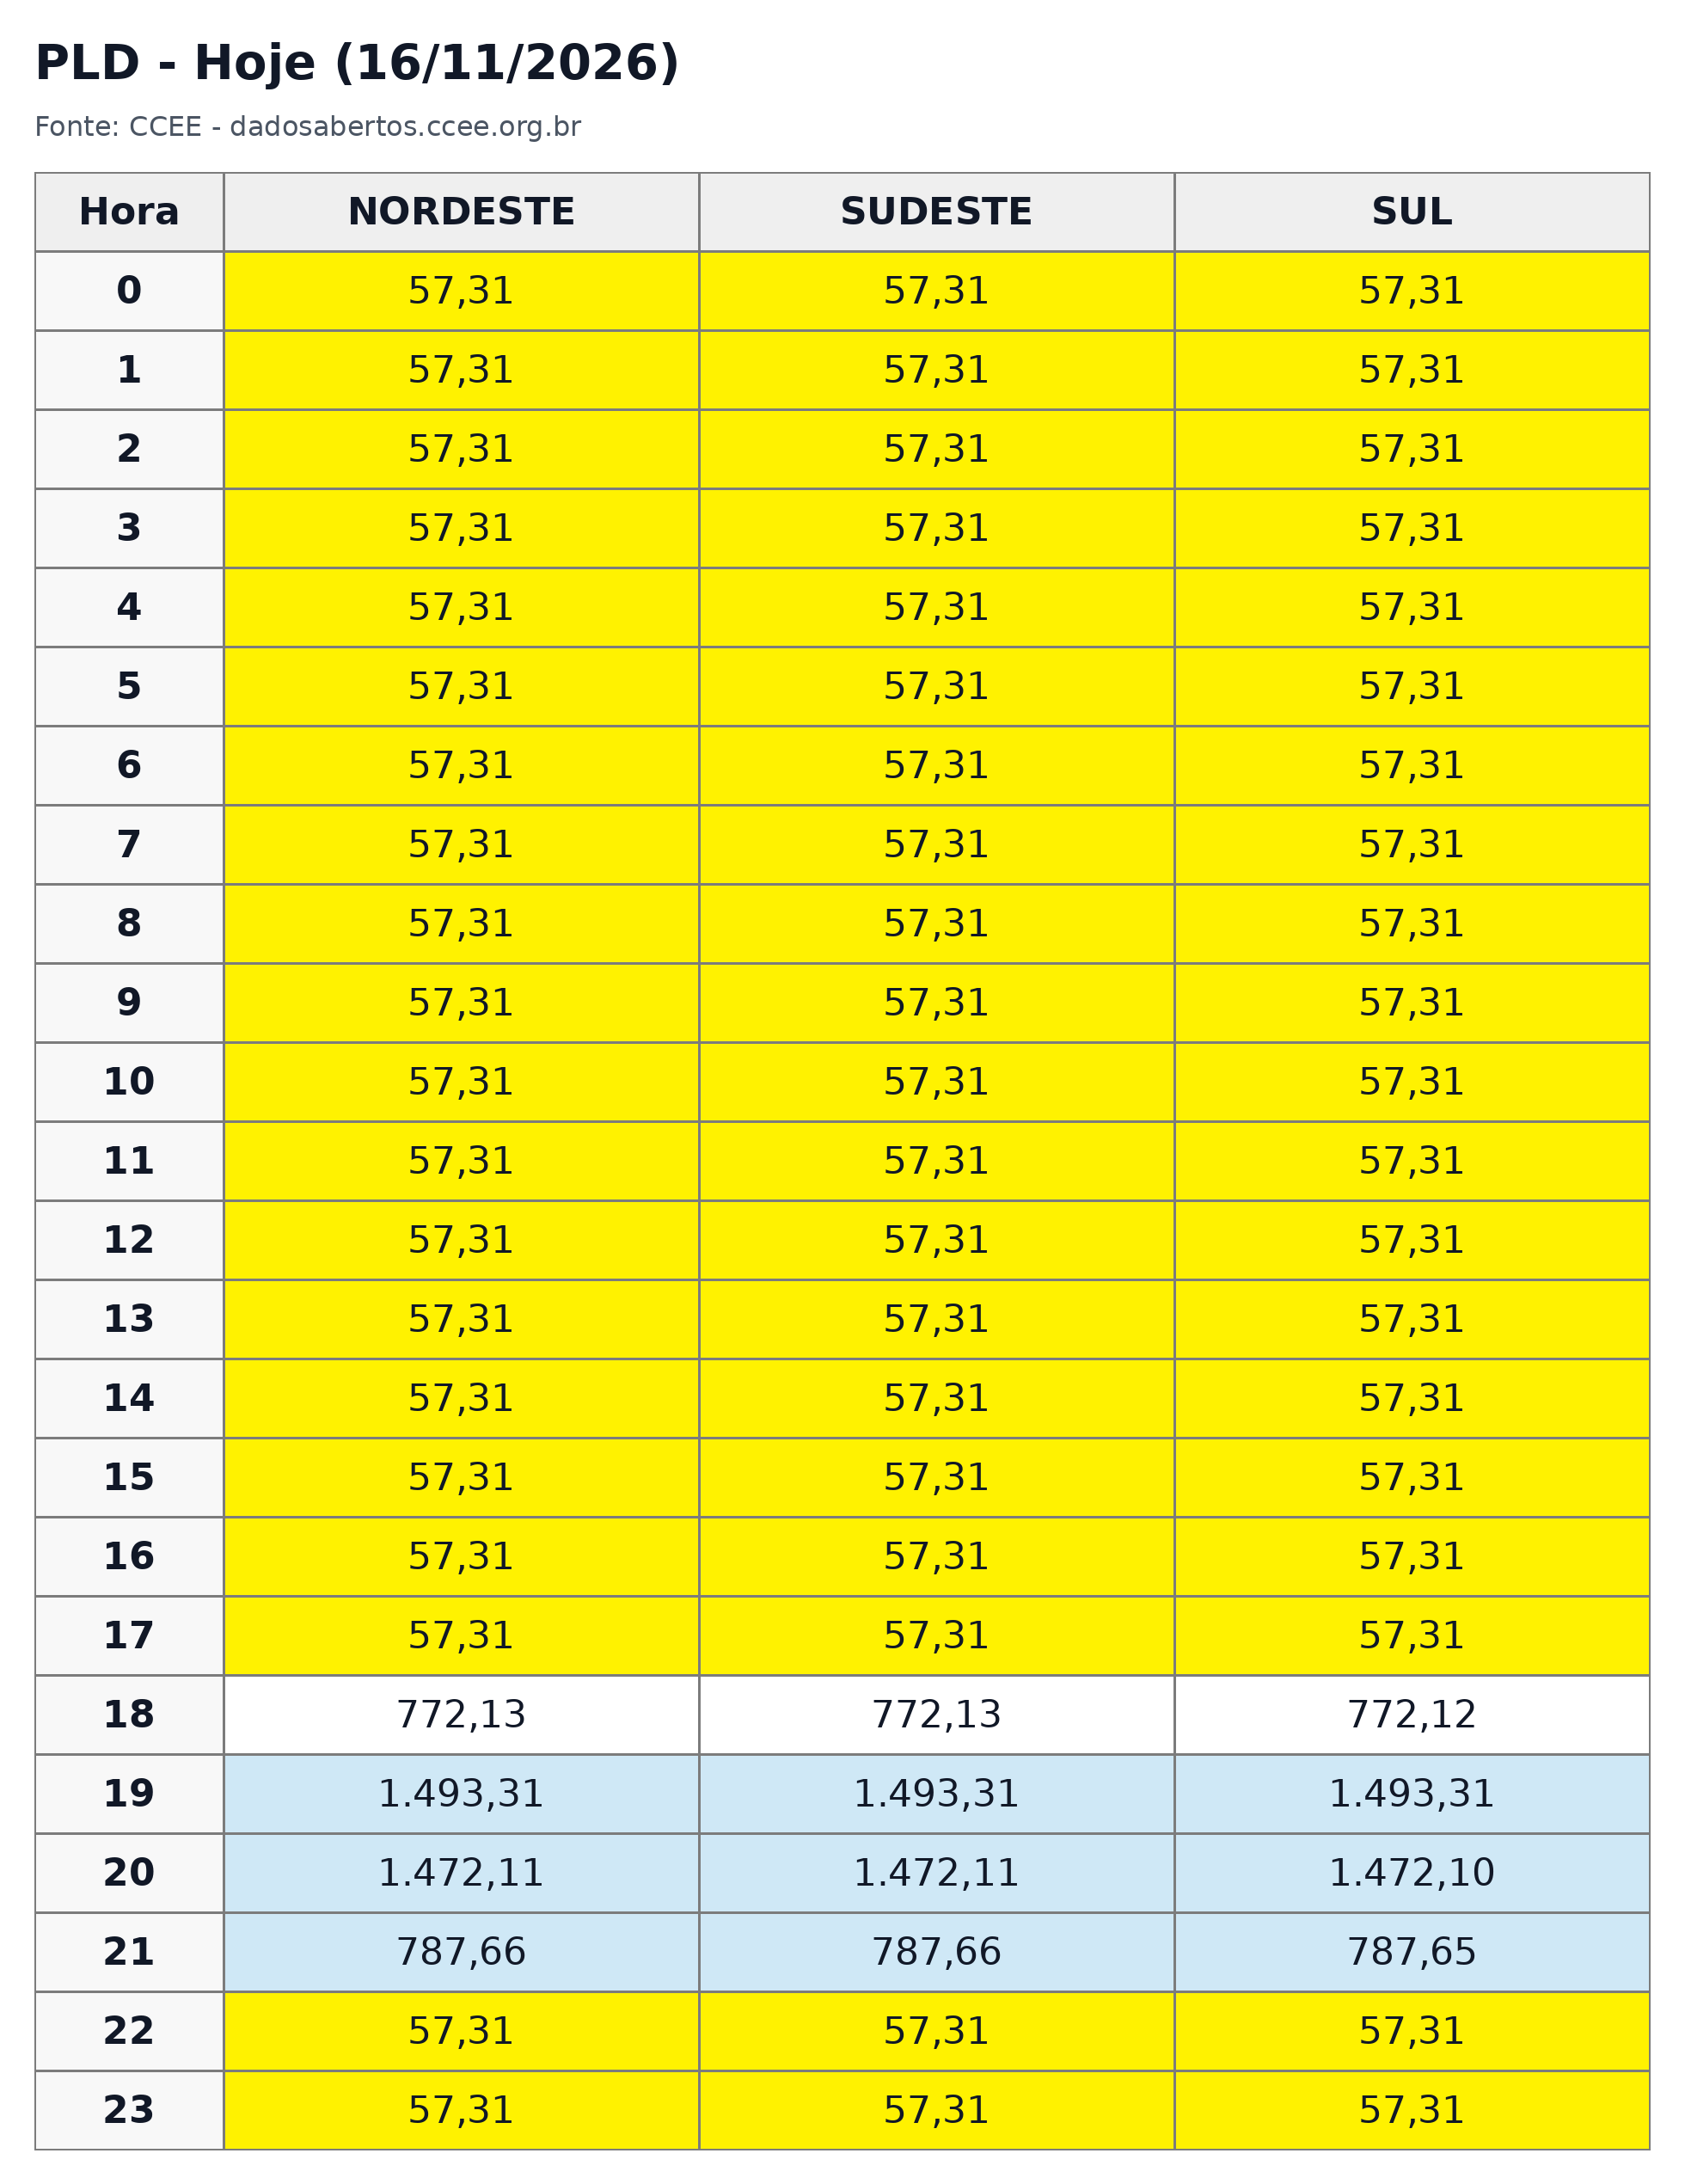 PLD - Hoje (16/11/2026)
Fonte: CCEE - dadosabertos.ccee.org.br
Hora NORDESTE SUDESTE SUL
0 57,31 57,31 57,31
1 57,31 57,31 57,31
2 57,31 57,31 57,31
3 57,31 57,31 57,31
4 57,31 57,31 57,31
5 57,31 57,31 57,31
6 57,31 57,31 57,31
7 57,31 57,31 57,31
8 57,31 57,31 57,31
9 57,31 57,31 57,31
10 57,31 57,31 57,31
11 57,31 57,31 57,31
12 57,31 57,31 57,31
13 57,31 57,31 57,31
14 57,31 57,31 57,31
15 57,31 57,31 57,31
16 57,31 57,31 57,31
17 57,31 57,31 57,31
18 772,13 772,13 772,12
19 1.493,31 1.493,31 1.493,31
20 1.472,11 1.472,11 1.472,10
21 787,66 787,66 787,65
22 57,31 57,31 57,31
23 57,31 57,31 57,31